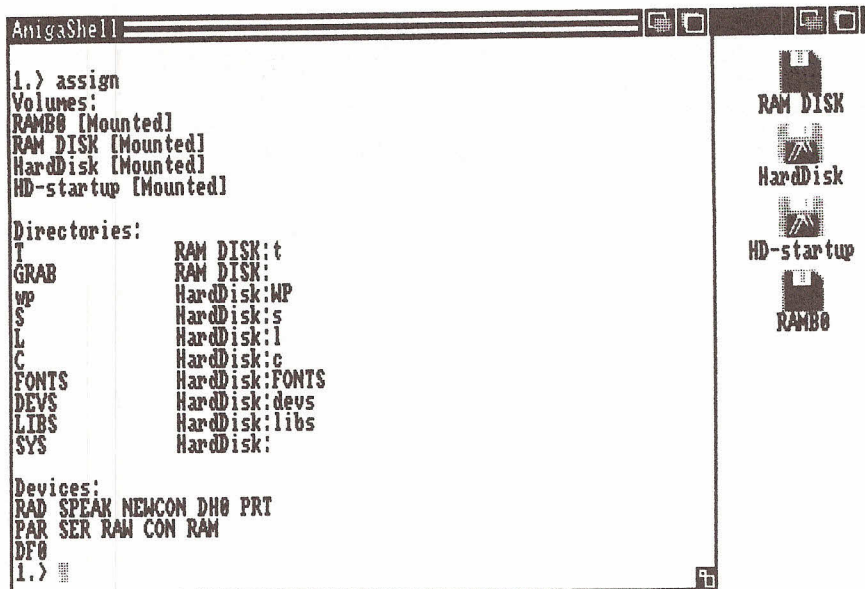 AmigaShell
1.> assign
Volumes:
RAMB0 [Mounted]
RAM DISK [Mounted]
HardDisk [Mounted]
HD-startup [Mounted]
Directories:
T RAM DISK:t
GRAB RAM DISK:
wp HardDisk:WP
S HardDisk:s
L HardDisk:l
C HardDisk:c
FONTS HardDisk:FONTS
DEVS HardDisk:devs
LIBS HardDisk:libs
SYS HardDisk:
Devices:
RAD SPEAK NEWCON DH0 PRT
PAR SER RAW CON RAM
DF0
1.>
RAM DISK
HardDisk
HD-startup
RAMB0